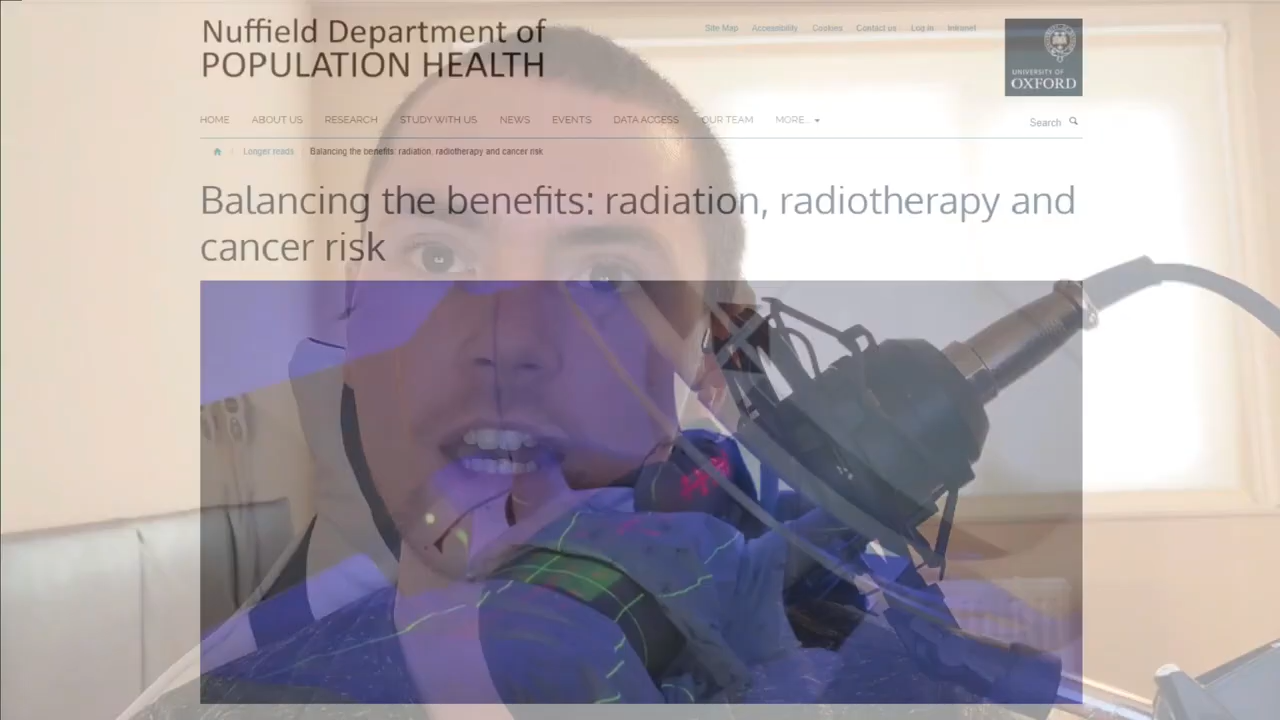 Nuffield Department of
POPULATION HEALTH
Site Map Accessibility Cookies Contact us Log in Intranet
UNIVERSITY OF
OXFORD
HOME ABOUT US RESEARCH STUDY WITH US NEWS EVENTS DATA ACCESS OUR TEAM MORE...
Search
Longer reads Balancing the benefits: radiation, radiotherapy and cancer risk
Balancing the benefits: radiation, radiotherapy and
cancer risk